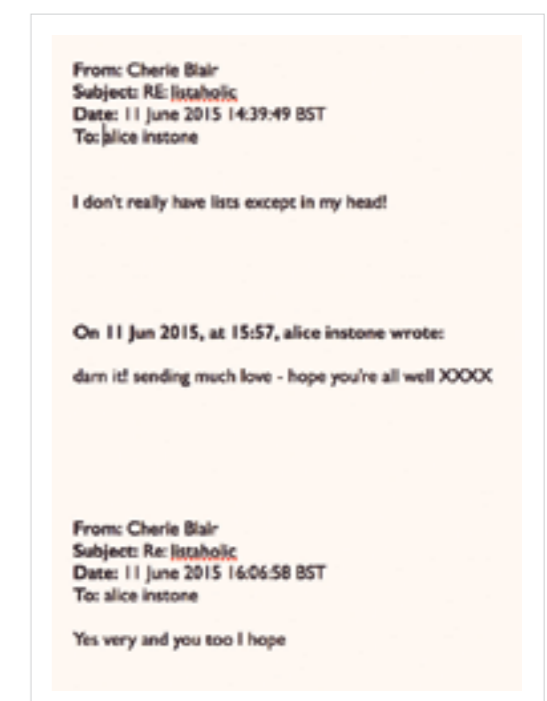 From: Cherie Blair
Subject: RE: listaholic
Date: 11 June 2015 14:39:49 BST
To: alice instone
I don't really have lists except in my head!
On 11 Jun 2015, at 15:57, alice instone wrote:
darn it! sending much love - hope you're all well XXXX
From: Cherie Blair
Subject: Re: listaholic
Date: 11 June 2015 16:06:58 BST
To: alice instone
Yes very and you too I hope